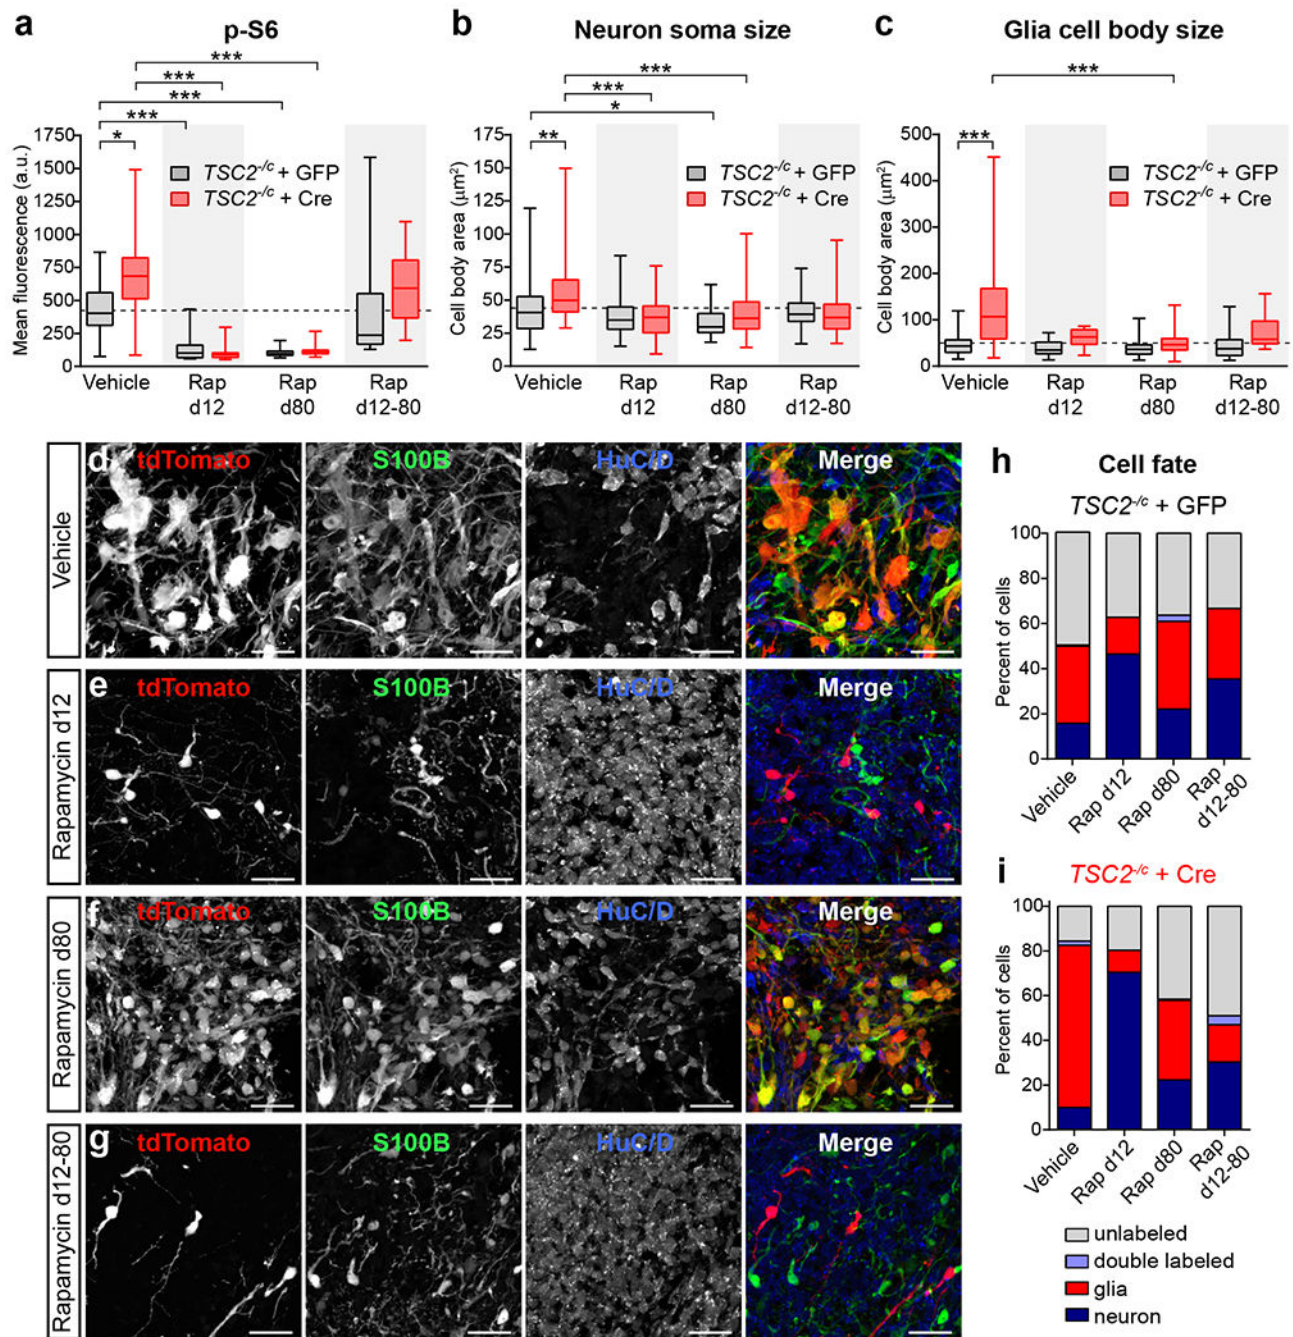 a
p-S6
***
***
***
***
*
Mean fluorescence (a.u.)
1750
1500
1250
1000
750
500
250
0
TSC2-/c + GFP
TSC2-/c + Cre
Vehicle
Rap d12
Rap d80
Rap d12-80
b
Neuron soma size
***
***
*
**
Cell body area (μm2)
175
150
125
100
75
50
25
0
TSC2-/c + GFP
TSC2-/c + Cre
Vehicle
Rap d12
Rap d80
Rap d12-80
c
Glia cell body size
***
***
Cell body area (μm2)
500
400
300
200
100
0
TSC2-/c + GFP
TSC2-/c + Cre
Vehicle
Rap d12
Rap d80
Rap d12-80
Vehicle
d
tdTomato
S100B
HuC/D
Merge
Rapamycin d12
e
tdTomato
S100B
HuC/D
Merge
Rapamycin d80
f
tdTomato
S100B
HuC/D
Merge
Rapamycin d12-80
g
tdTomato
S100B
HuC/D
Merge
h
Cell fate
TSC2-/c + GFP
Percent of cells
100
80
60
40
20
0
Vehicle
Rap d12
Rap d80
Rap d12-80
i
TSC2-/c + Cre
Percent of cells
100
80
60
40
20
0
Vehicle
Rap d12
Rap d80
Rap d12-80
unlabeled
double labeled
glia
neuron